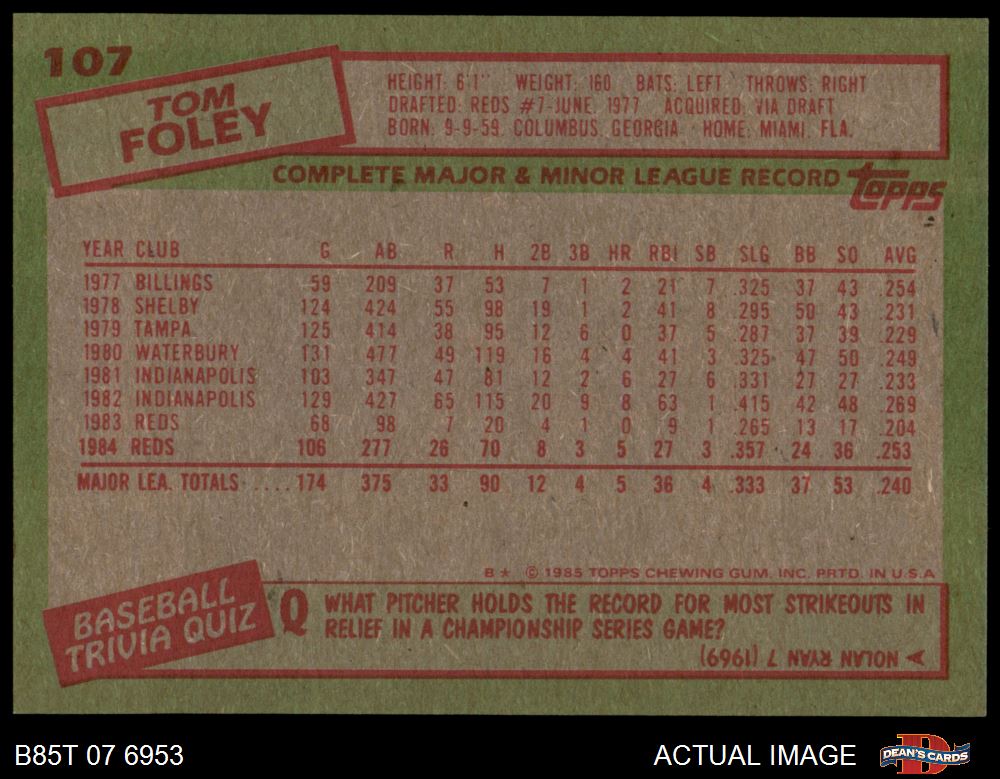 107
TOM
FOLEY
HEIGHT: 6'1" WEIGHT: 160 BATS: LEFT THROWS: RIGHT
DRAFTED: REDS #7-JUNE, 1977 ACQUIRED: VIA DRAFT
BORN: 9-9-59, COLUMBUS, GEORGIA HOME: MIAMI, FLA.
COMPLETE MAJOR & MINOR LEAGUE RECORD
topps
YEAR CLUB G AB R H 2B 3B HR RBI SB SLG BB SO AVG
1977 BILLINGS 59 209 37 53 7 1 2 21 7 .325 37 43 .254
1978 SHELBY 124 424 55 98 19 1 2 41 8 .295 50 43 .231
1979 TAMPA 125 414 38 95 12 6 0 37 5 .287 37 39 .229
1980 WATERBURY 131 477 49 119 16 4 4 41 3 .325 47 50 .249
1981 INDIANAPOLIS 103 347 47 81 12 2 6 27 6 .331 27 27 .233
1982 INDIANAPOLIS 129 427 65 115 20 9 8 63 1 .415 42 48 .269
1983 REDS 68 98 7 20 4 1 0 9 1 .265 13 17 .204
1984 REDS 106 277 26 70 8 3 5 27 3 .357 24 36 .253
MAJOR LEA. TOTALS ..... 174 375 33 90 12 4 5 36 4 .333 37 53 .240
B* © 1985 TOPPS CHEWING GUM, INC. PRTD. IN U.S.A
BASEBALL
TRIVIA QUIZ
Q WHAT PITCHER HOLDS THE RECORD FOR MOST STRIKEOUTS IN
RELIEF IN A CHAMPIONSHIP SERIES GAME?
A NOLAN RYAN 7 (1969)
B85T 07 6953
ACTUAL IMAGE
D
DEAN'S CARDS